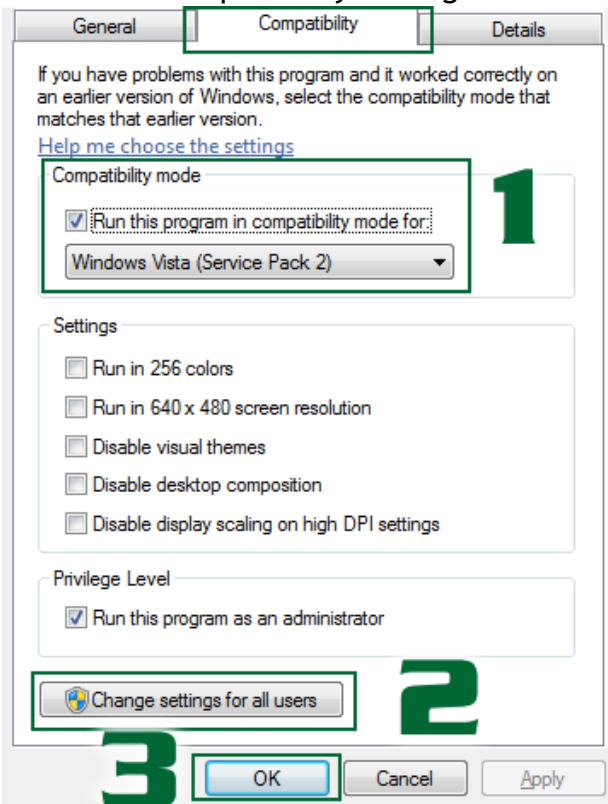 General Compatibility Details
If you have problems with this program and it worked correctly on
an earlier version of Windows, select the compatibility mode that
matches that earlier version.
Help me choose the settings
Compatibility mode
1
Run this program in compatibility mode for:
Windows Vista (Service Pack 2)
Settings
Run in 256 colors
Run in 640 x 480 screen resolution
Disable visual themes
Disable desktop composition
Disable display scaling on high DPI settings
Privilege Level
Run this program as an administrator
Change settings for all users
2
3
OK Cancel Apply